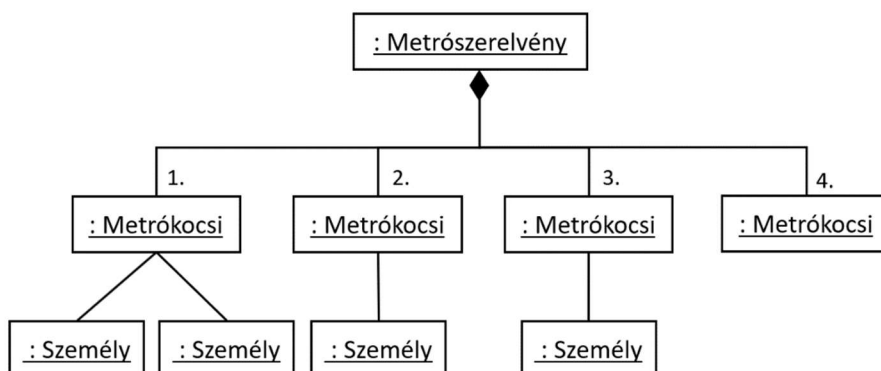 : Metrószerelvény
1.
2.
3.
4.
: Metrókocsi
: Metrókocsi
: Metrókocsi
: Metrókocsi
: Személy
: Személy
: Személy
: Személy